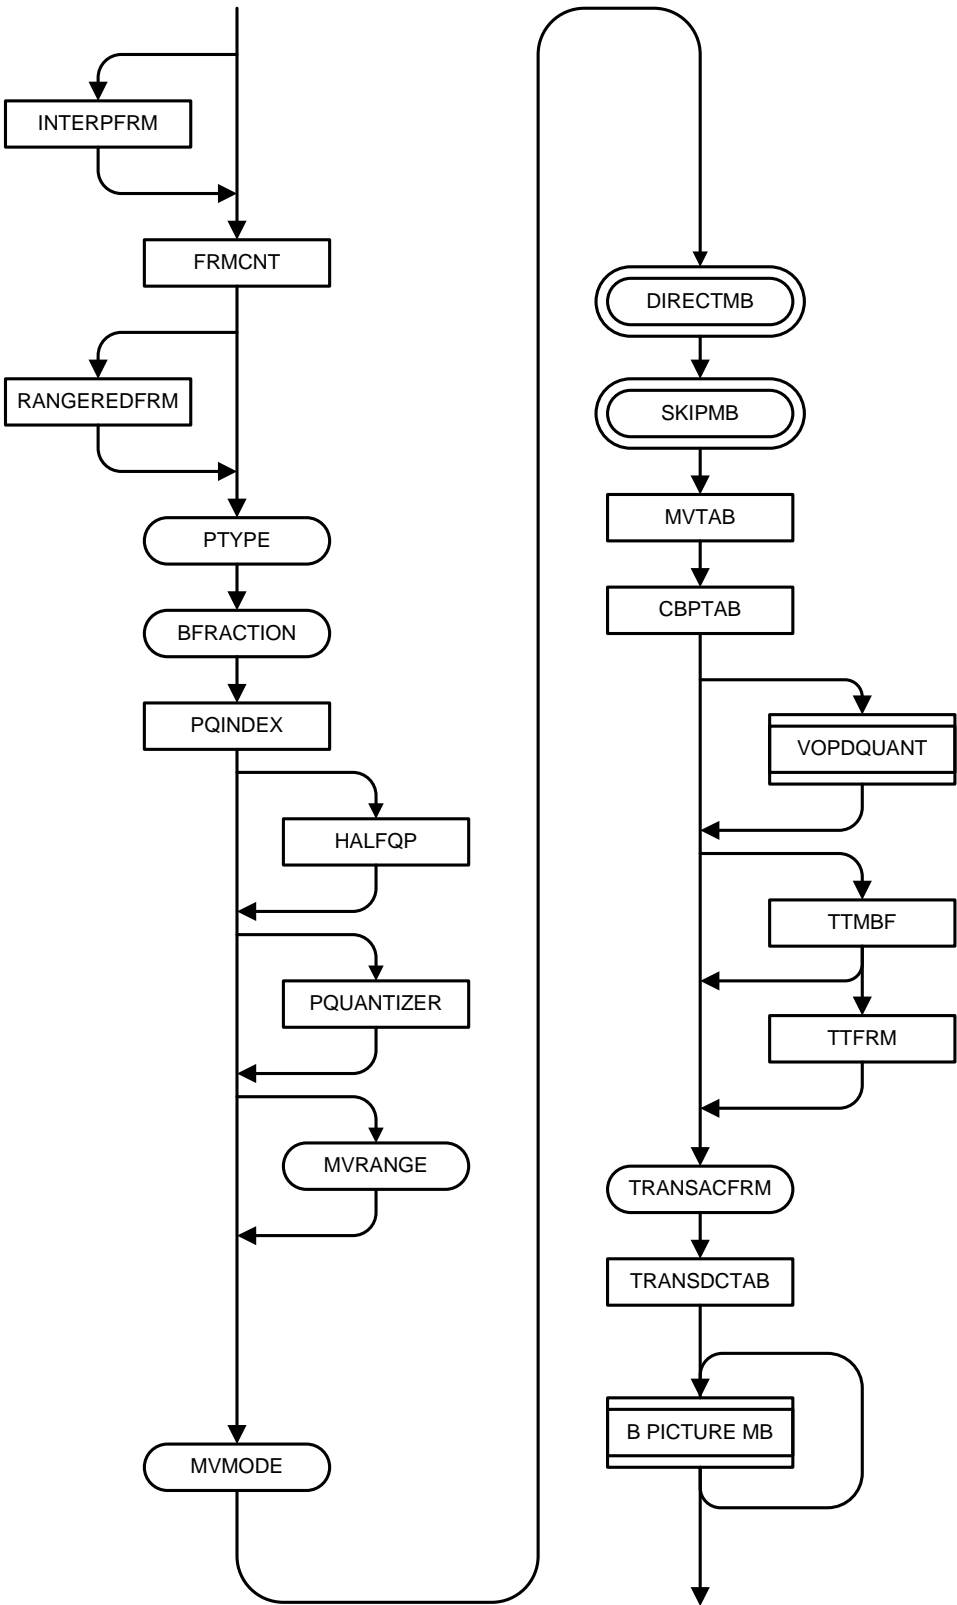 INTERPFRM
FRMCNT
RANGEREDFRM
PTYPE
BFRACTION
PQINDEX
HALFQP
PQUANTIZER
MVRANGE
MVMODE
DIRECTMB
SKIPMB
MVTAB
CBPTAB
VOPDQUANT
TTMBF
TTFRM
TRANSACFRM
TRANSDCTAB
B PICTURE MB